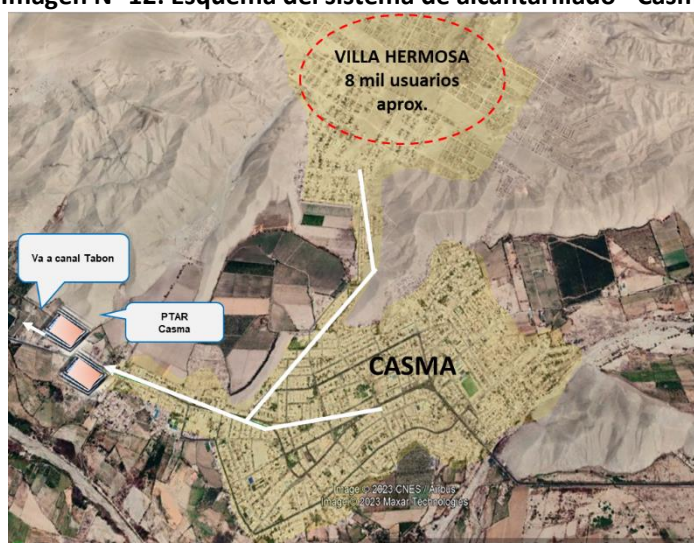 Imagen N° 12: Esquema del sistema de alcantarillado - Casm
VILLA HERMOSA
8 mil usuarios
aprox.
Va a canal Tabon
PTAR
Casma
CASMA
Image © 2023 CNES / Airbus
Image © 2023 Maxar Technologies